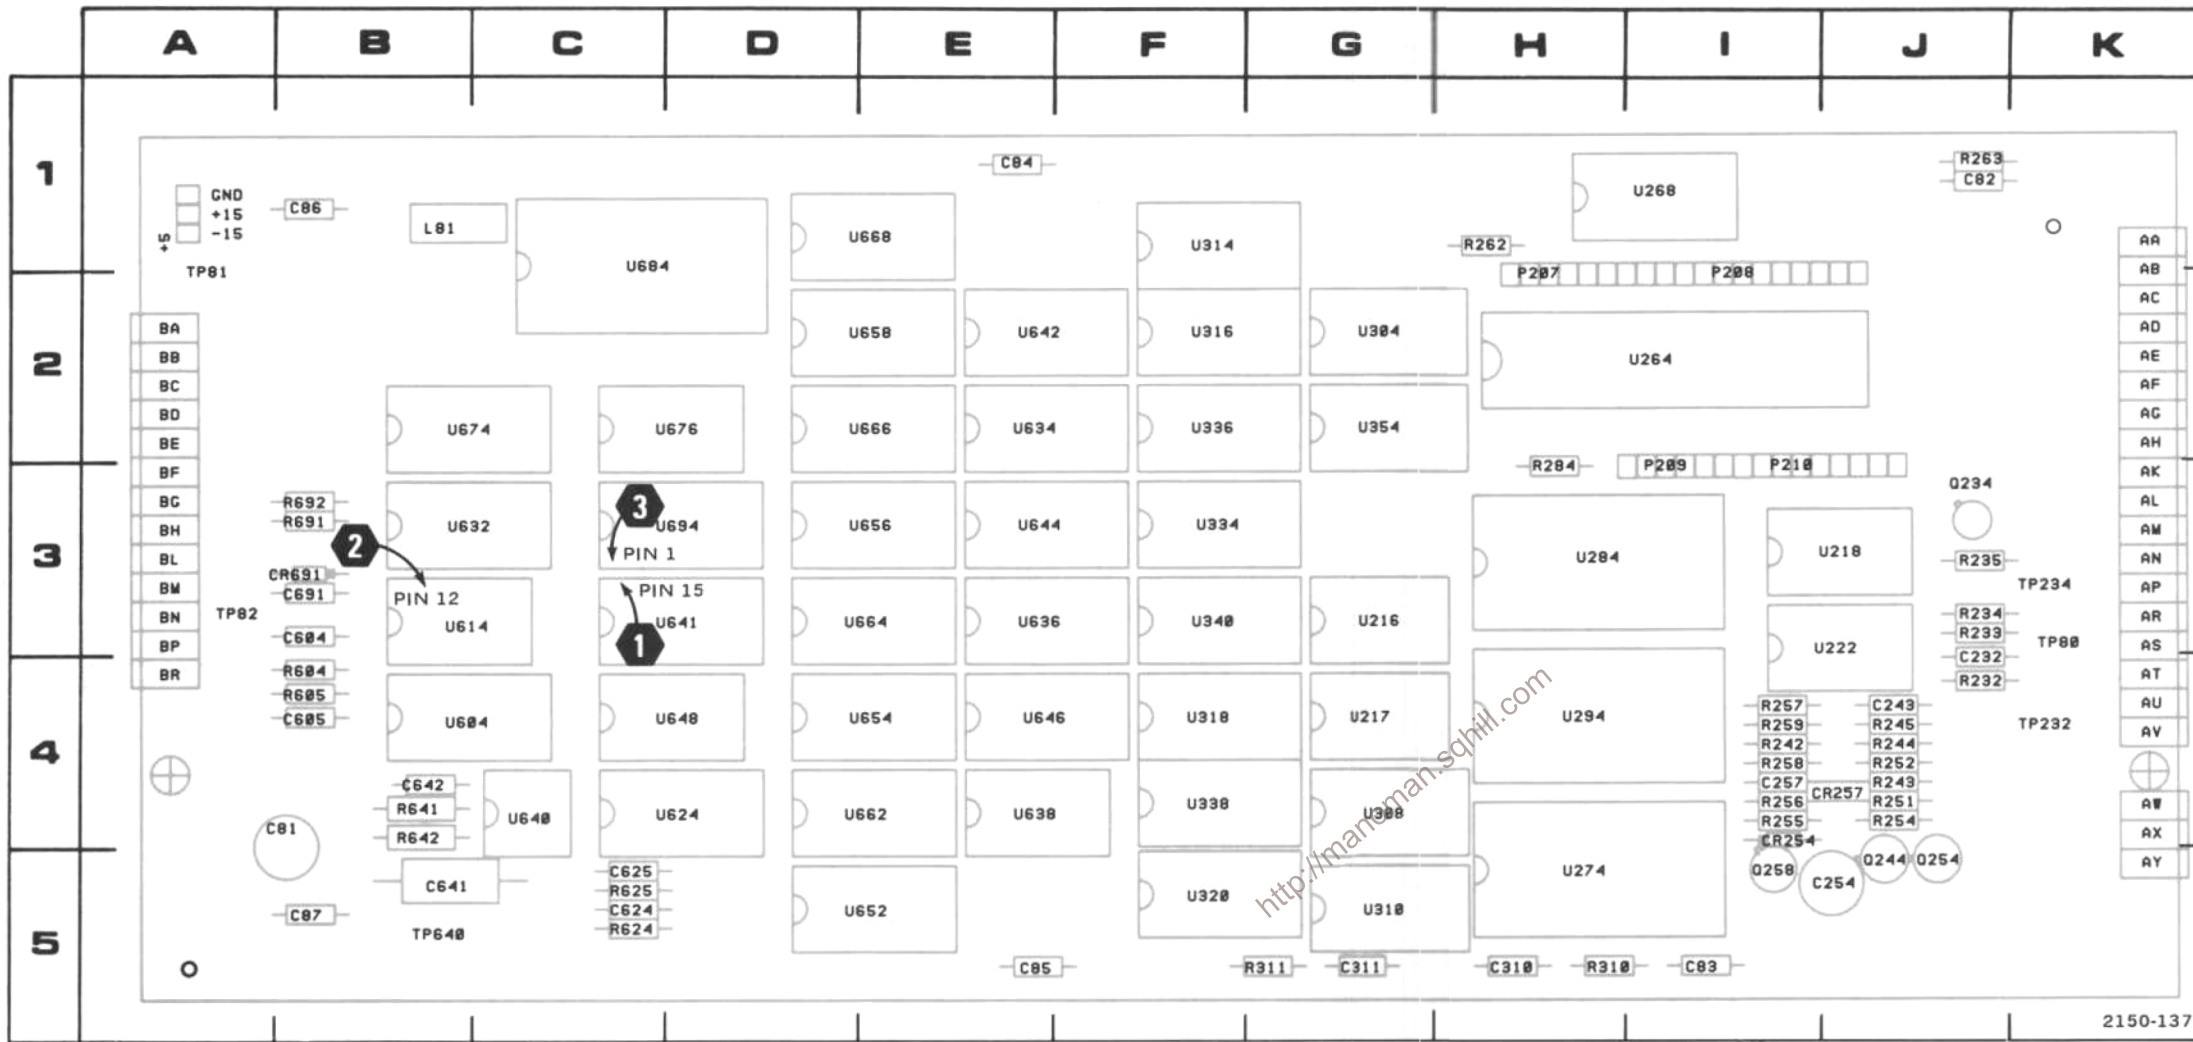 A B C D E F G H I J K
1
C84
R263
U268
C82
GND
C86
+15
L81
U668
-15
+5
U314
R262
AA
U684
TP81
P207 P208
AB
AC
BA
U658 U642 U316 U304
AD
2
BB
U264
AE
BC
AF
BD
U674 U676 U666 U634 U336 U354
AG
BE
AH
BF
R284 P209 P210
AK
Q234
BG
R692
3
AL
R691
U632 U694 U656 U644 U334
BH
AM
2
3
PIN 1
U284
U218
BL
R235
AN
CR691
BM
C691
PIN 12
PIN 15
TP234
AP
BN
TP82
U614 U641 U664 U636 U340 U216
R234
AR
C604
1
R233
BP
U222
TP80
AS
C232
BR
R604
R232
AT
R605
R257 C243
AU
C605
U604 U648 U654 U646 U318 U217 U294
R259 R245
TP232
AV
4
R242 R244
R258 R252
C642
C257 R243
CR257
R641
U338
R256 R251
AW
U640 U624 U662 U638 U308
R255 R254
C81
R642
CR254
AX
Q244 Q254
AY
C625
Q258
U274
C641
R625
C254
U320
C87
C624
U652
U310
R624
TP640
5
C85
R311 C311
C310 R310 C83
http://manoman.sqhill.com
2150-137